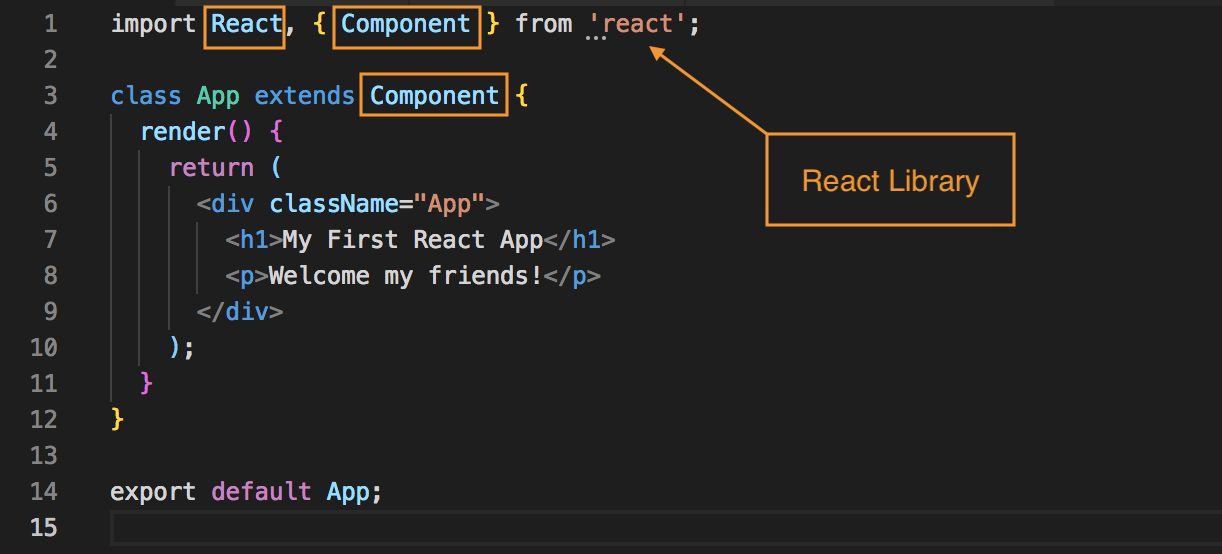 1 import React, { Component } from 'react';
2
3 class App extends Component {
4 render() {
5 return (
6 <div className="App">
7 <h1>My First React App</h1>
8 <p>Welcome my friends!</p>
9 </div>
10 );
11 }
12 }
13
14 export default App;
15
React Library